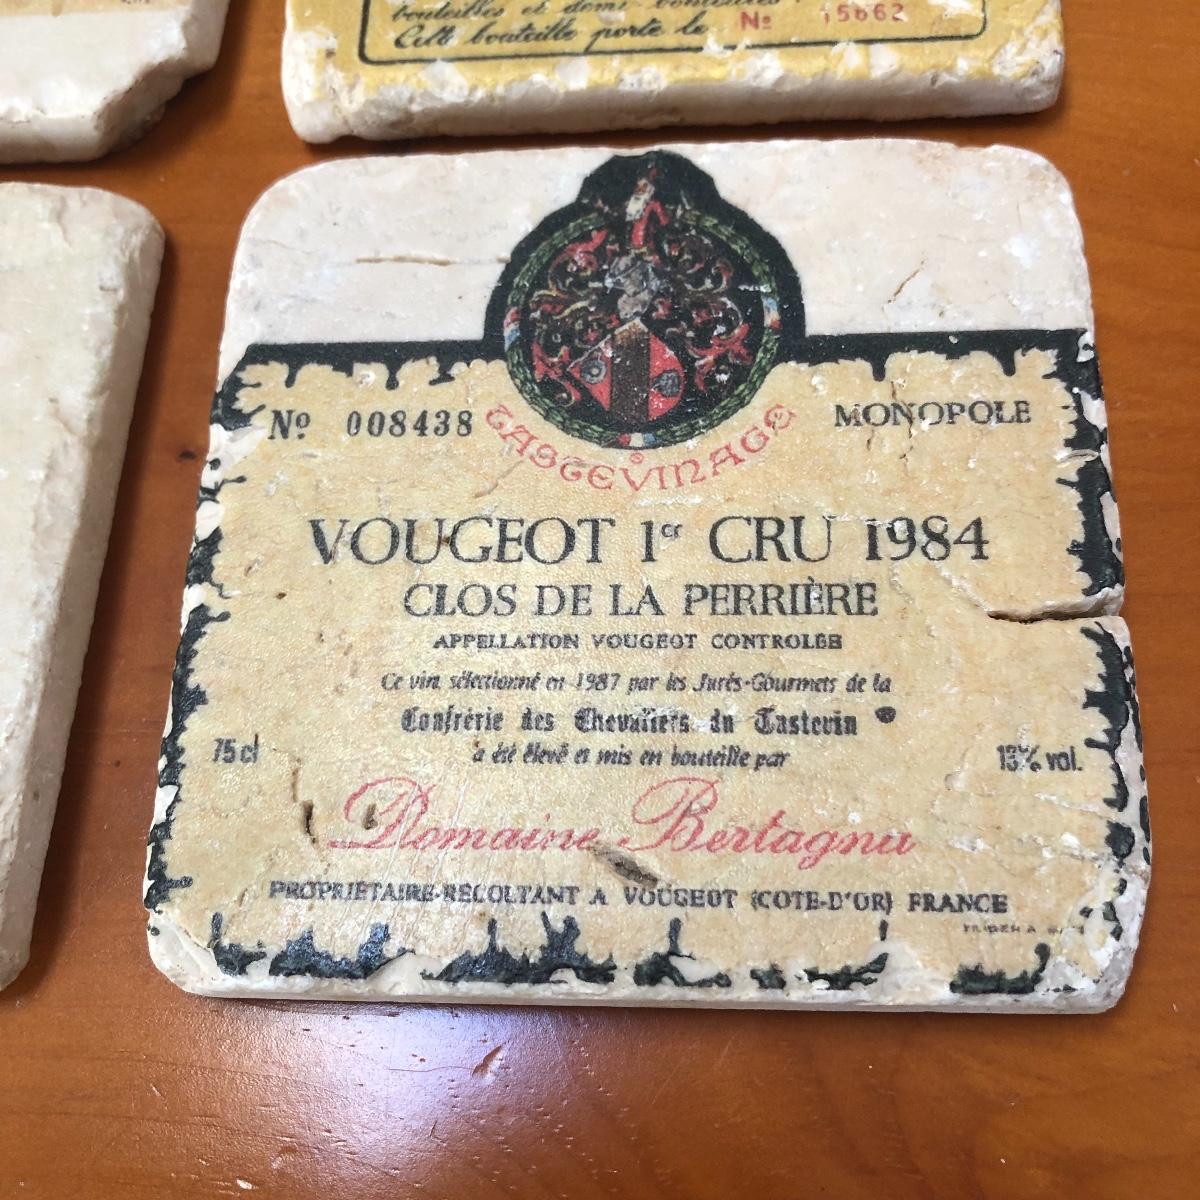 bouteilles et demi bouteilles
Cette bouteille porte le Nº 15662
Nº 008438
TASTEVINAGE
MONOPOLE
VOUGEOT 1er CRU 1984
CLOS DE LA PERRIÈRE
APPELLATION VOUGEOT CONTROLÉE
Ce vin sélectionné en 1987 par les Jurés-Gourmets de la
Confrérie des Chevaliers du Tastevin
75 cl
a été élevé et mis en bouteille par
13% vol.
Domaine Bertagna
PROPRIÉTAIRE-RÉCOLTANT A VOUGEOT (COTE-D'OR) FRANCE